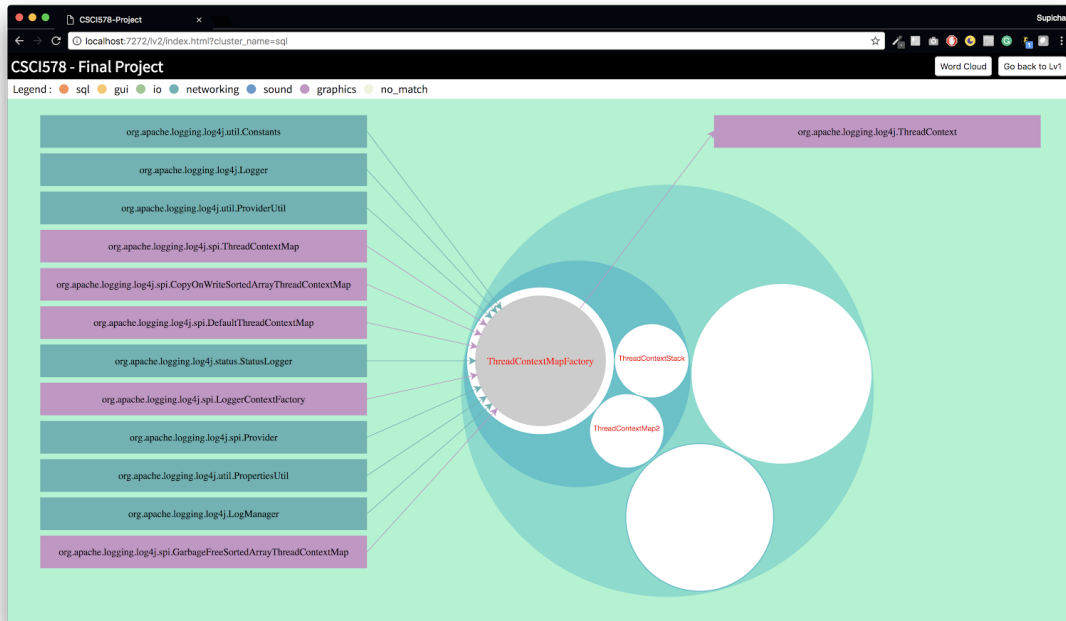 CSCI578-Project
Supicha
localhost:7272/lv2/index.html?cluster_name=sql
CSCI578 - Final Project
Word Cloud
Go back to Lv1
Legend : sql gui io networking sound graphics no_match
org.apache.logging.log4j.util.Constants
org.apache.logging.log4j.Logger
org.apache.logging.log4j.util.ProviderUtil
org.apache.logging.log4j.spi.ThreadContextMap
org.apache.logging.log4j.spi.CopyOnWriteSortedArrayThreadContextMap
org.apache.logging.log4j.spi.DefaultThreadContextMap
org.apache.logging.log4j.status.StatusLogger
org.apache.logging.log4j.spi.LoggerContextFactory
org.apache.logging.log4j.spi.Provider
org.apache.logging.log4j.util.PropertiesUtil
org.apache.logging.log4j.LogManager
org.apache.logging.log4j.spi.GarbageFreeSortedArrayThreadContextMap
ThreadContextMapFactory
ThreadContextStack
ThreadContextMap2
org.apache.logging.log4j.ThreadContext